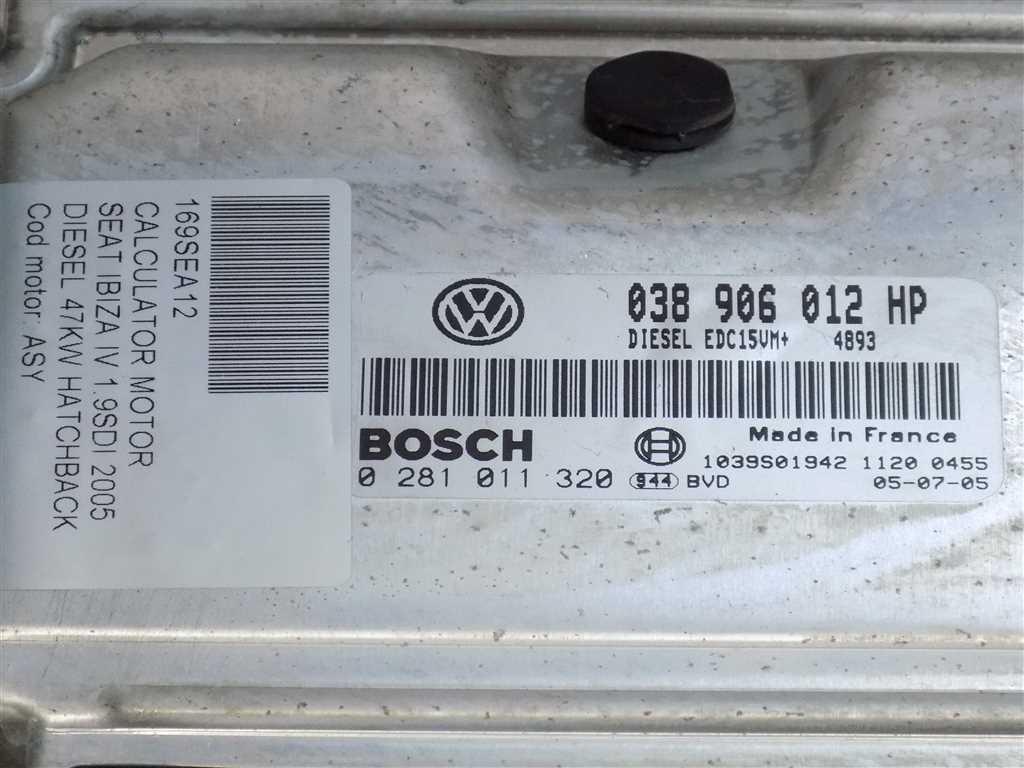 169SEA12
CALCULATOR MOTOR
SEAT IBIZA IV 1.9SDI 2005
DIESEL 47KW HATCHBACK
Cod motor: ASY
VW
038 906 012 HP
DIESEL EDC15VM+ 4893
BOSCH
Made in France
1039S01942 1120 0455
0 281 011 320 944 BVD 05-07-05